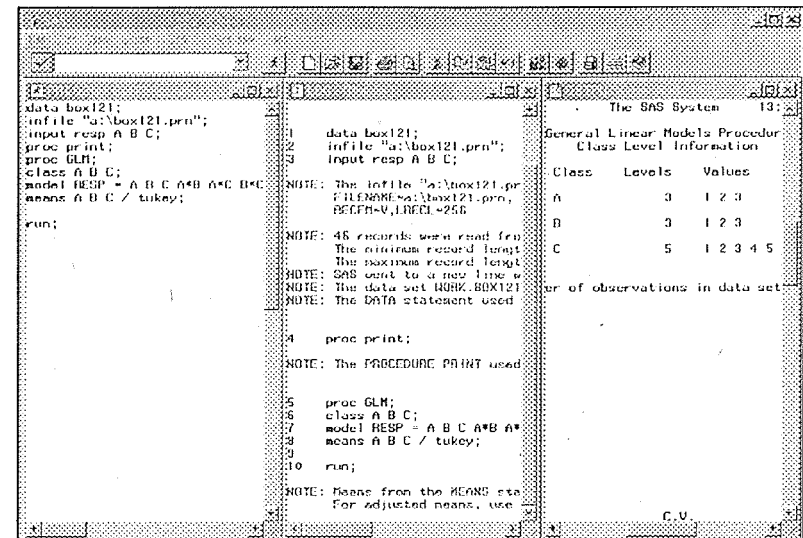 data box121;
infile "a:\box121.prn";
input resp A B C;
proc print;
proc GLM;
class A B C;
model RESP = A B C A*B A*C B*C
means A B C / tukey;
run;
1 data box121;
2 infile "a:\box121.prn";
3 input resp A B C;
NOTE: The infile "a:\box121.pr
FILENAME=a:\box121.prn,
RECFM=V,LRECL=256
NOTE: 46 records were read fro
The minimum record lengt
The maximum record lengt
NOTE: SAS went to a new line w
NOTE: The data set WORK.BOX121
NOTE: The DATA statement used
4 proc print;
NOTE: The PROCEDURE PRINT used
5 proc GLM;
6 class A B C;
7 model RESP = A B C A*B A*
8 means A B C / tukey;
9
10 run;
NOTE: Means from the MEANS sta
For adjusted means, use
The SAS System 13:
General Linear Models Procedur
Class Level Information
Class Levels Values
A 3 1 2 3
B 3 1 2 3
C 5 1 2 3 4 5
er of observations in data set
C.V.